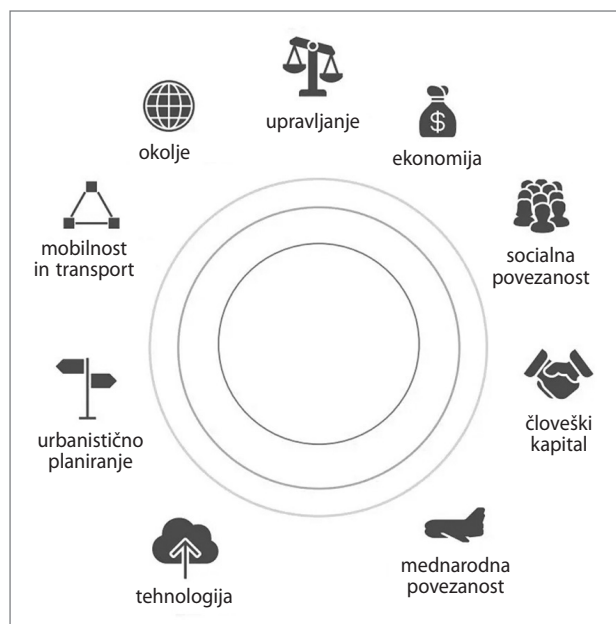 upravljanje
ekonomija
socialna
povezanost
človeški
kapital
mednarodna
povezanost
tehnologija
urbanistično
planiranje
mobilnost
in transport
okolje
$